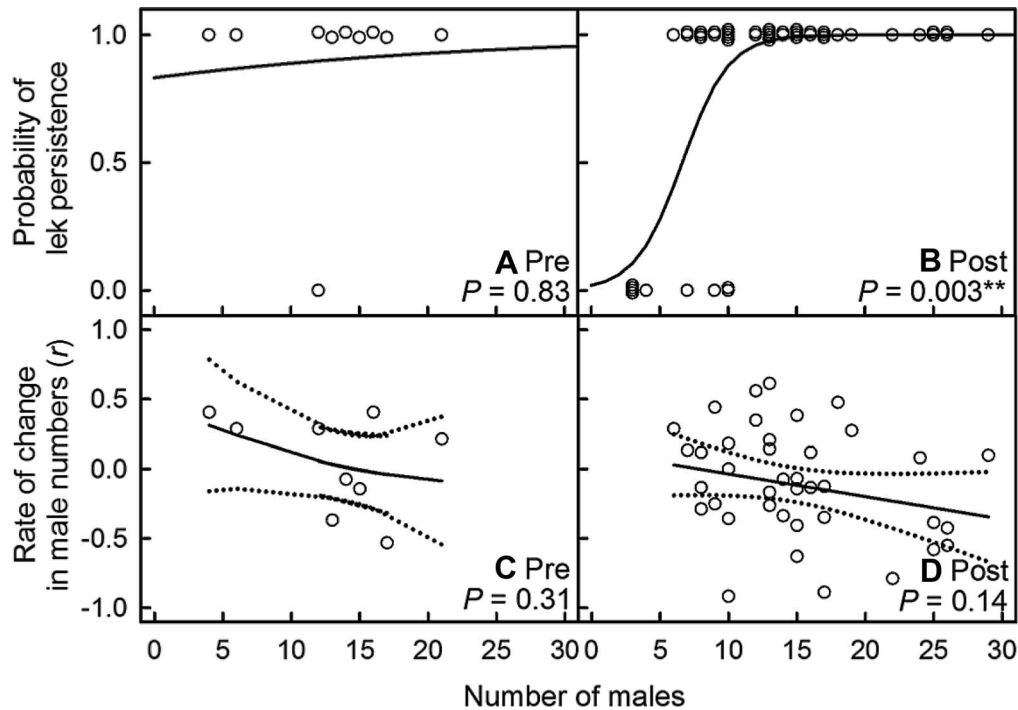 Probability of
lek persistence
1.0
0.5
0.0
A Pre
P = 0.83
B Post
P = 0.003**
Rate of change
in male numbers (r)
1.0
0.5
0.0
-0.5
-1.0
C Pre
P = 0.31
D Post
P = 0.14
0 5 10 15 20 25 30 0 5 10 15 20 25 30
Number of males